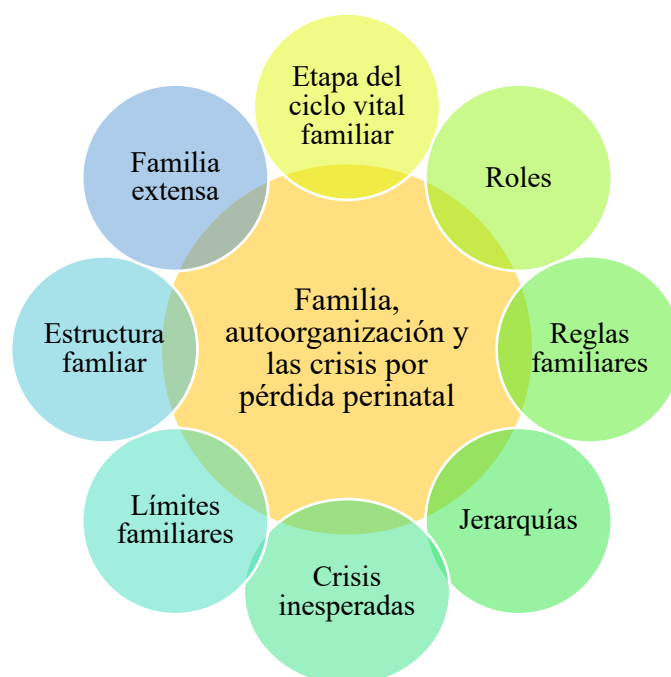 Etapa del
ciclo vital
familiar
Roles
Reglas
familiares
Jerarquías
Crisis
inesperadas
Límites
familiares
Estructura
famliar
Familia
extensa
Familia,
autoorganización y
las crisis por
pérdida perinatal